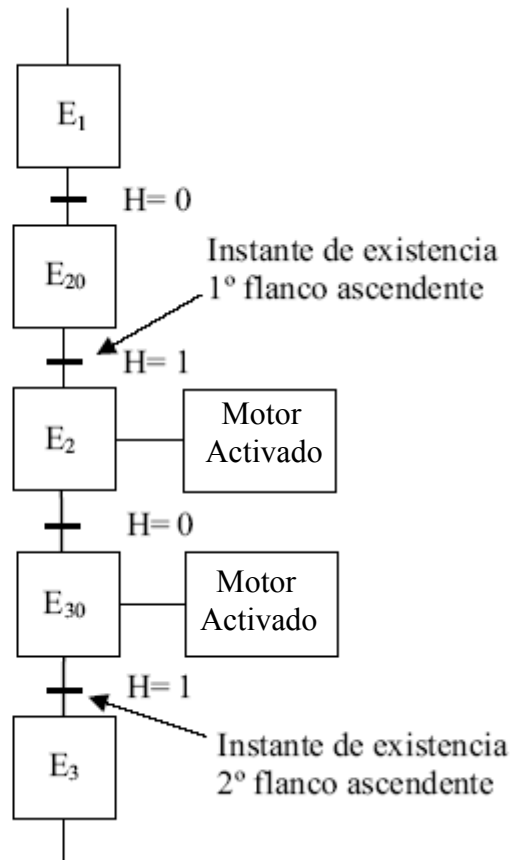 E₁
H= 0
E₂₀
Instante de existencia
1º flanco ascendente
H= 1
E₂
Motor
Activado
H= 0
E₃₀
Motor
Activado
H= 1
E₃
Instante de existencia
2º flanco ascendente